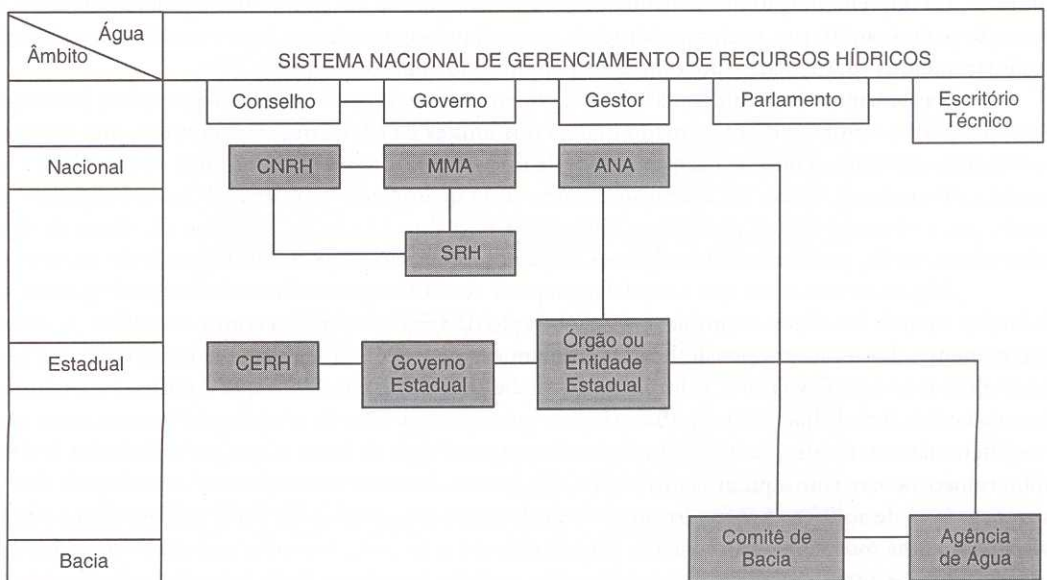 Água
Âmbito
SISTEMA NACIONAL DE GERENCIAMENTO DE RECURSOS HÍDRICOS
Conselho
Governo
Gestor
Parlamento
Escritório
Técnico
Nacional
CNRH
MMA
ANA
SRH
Estadual
CERH
Governo
Estadual
Órgão ou
Entidade
Estadual
Bacia
Comitê de
Bacia
Agência
de Água